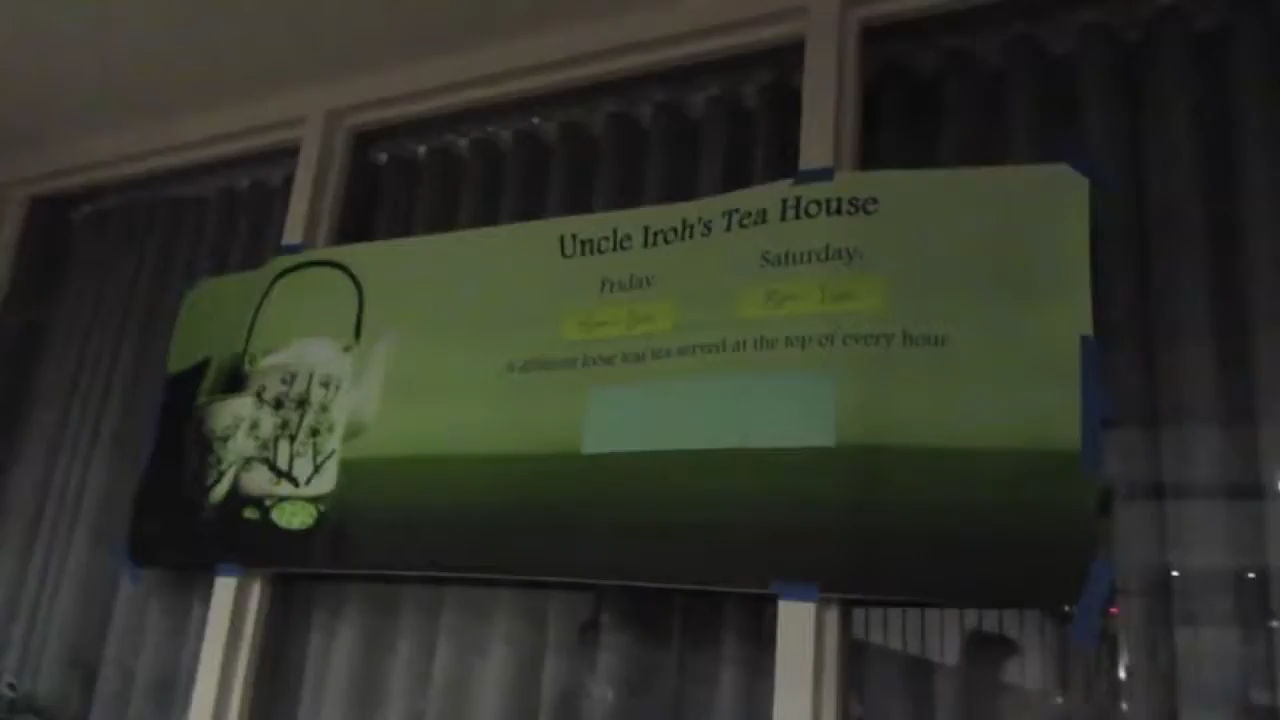 Uncle Iroh's Tea House
Friday Saturday
A different loose leaf tea served at the top of every hour